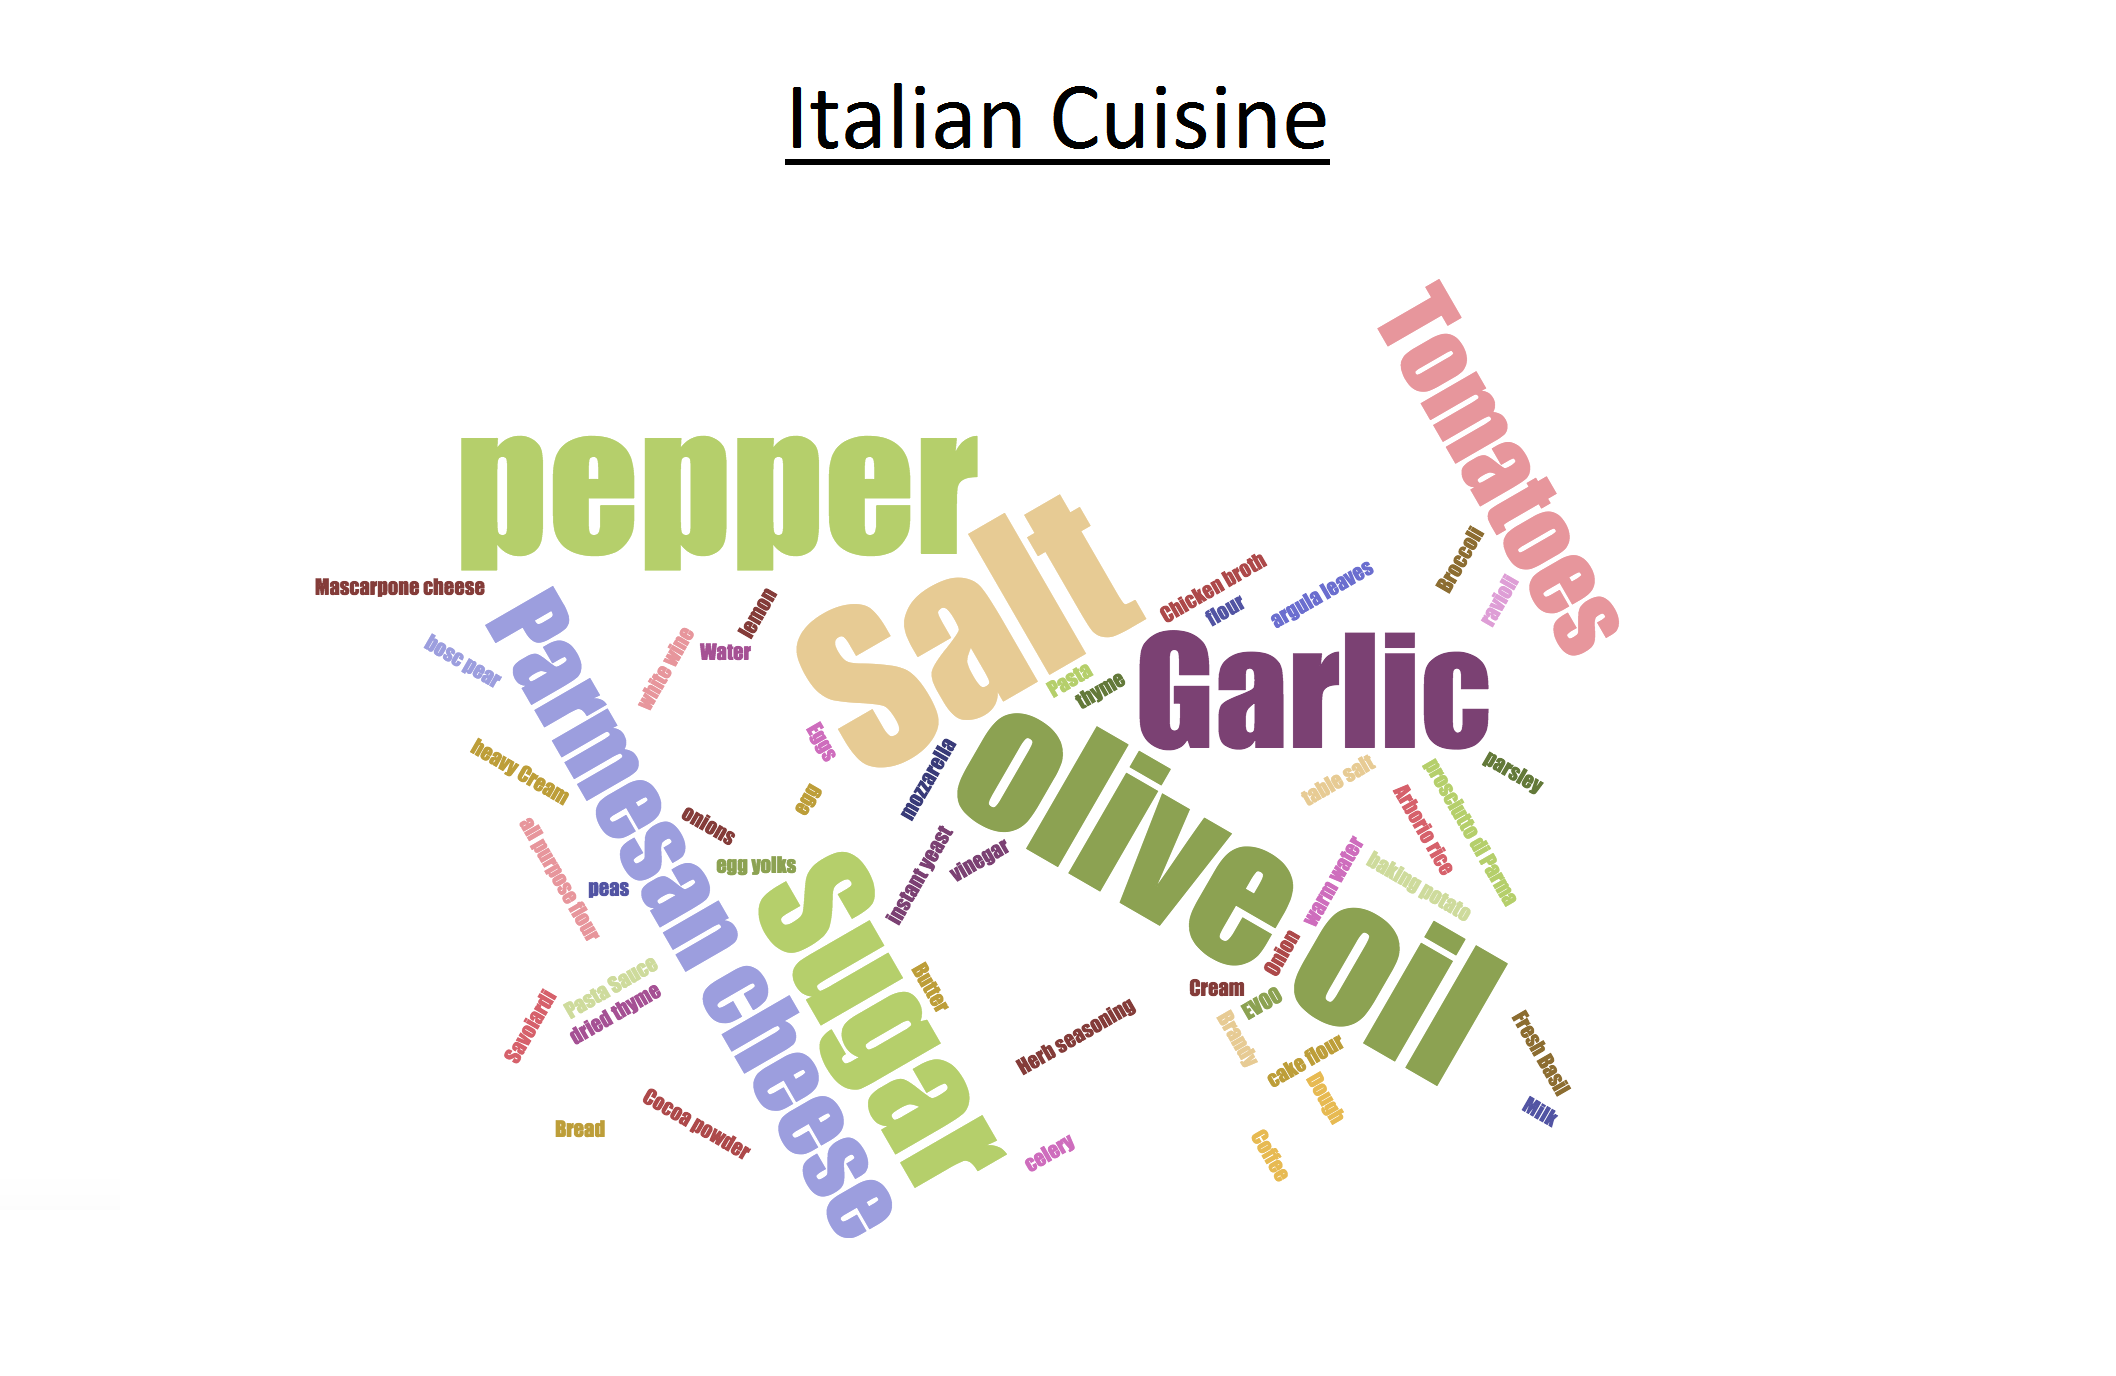 Italian Cuisine
Tomatoes
pepper
Salt
Broccoli
Chicken broth
argula leaves
flour
ravioli
Mascarpone cheese
Parmesan cheese
lemon
white wine
Water
bosc pear
Pasta
thyme
Garlic
Eggs
olive oil
heavy Cream
mozzarella
egg
table salt
parsley
prosciutto di Parma
Arborio rice
onions
egg yolks
all purpose flour
peas
Sugar
instant yeast
vinegar
warm water
baking potato
Pasta Sauce
dried thyme
Savoiardi
Butter
Onion
Cream
EVOO
Brandy
Herb seasoning
cake flour
Dough
Fresh Basil
Milk
Cocoa powder
Bread
celery
Coffee